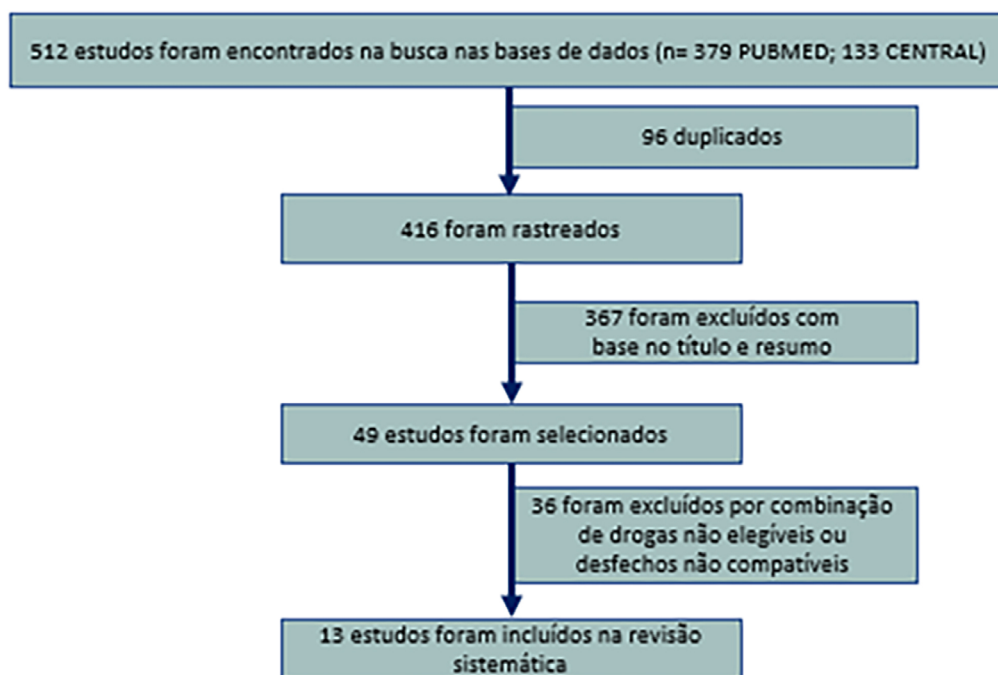 512 estudos foram encontrados na busca nas bases de dados (n= 379 PUBMED; 133 CENTRAL)
96 duplicados
416 foram rastreados
367 foram excluídos com
base no título e resumo
49 estudos foram selecionados
36 foram excluídos por combinação
de drogas não elegíveis ou
desfechos não compatíveis
13 estudos foram incluídos na revisão
sistemática